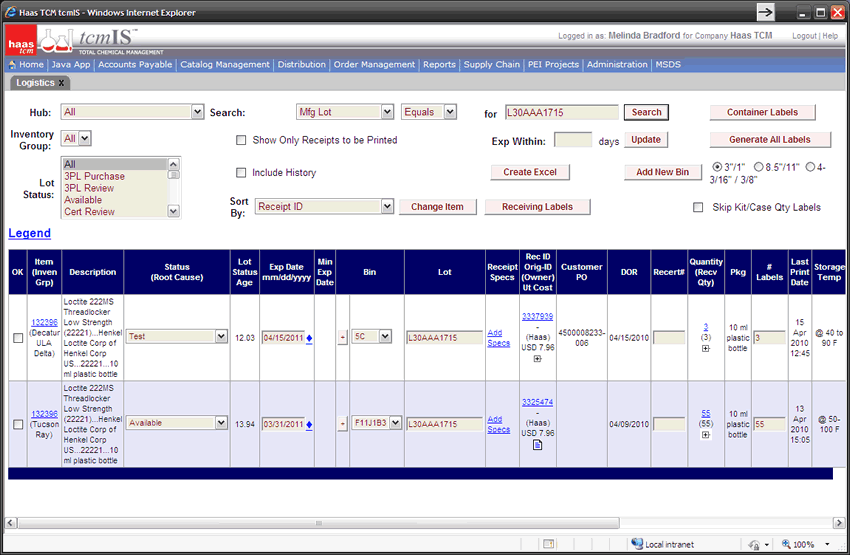 Haas TCM tcmIS - Windows Internet Explorer
haas tcm
tcmIS™
TOTAL CHEMICAL MANAGEMENT
Logged in as: Melinda Bradford for Company Haas TCM
Logout | Help
Home | Java App | Accounts Payable | Catalog Management | Distribution | Order Management | Reports | Supply Chain | PEI Projects | Administration | MSDS
Logistics X
Hub: All Search: Mfg Lot Equals for L30AAA1715 Search Container Labels
Inventory Group: All Show Only Receipts to be Printed Exp Within: days Update Generate All Labels
Lot Status: All
3PL Purchase
3PL Review
Available
Cert Review
Include History Create Excel Add New Bin 3"/1" 8.5"/11" 4-3/16" / 3/8"
Sort By: Receipt ID Change Item Receiving Labels Skip Kit/Case Qty Labels
Legend
OK
Item (Inven Grp)
Description
Status (Root Cause)
Lot Status Age
Exp Date mm/dd/yyyy
Min Exp Date
Bin
Lot
Receipt Specs
Rec ID Orig-ID (Owner) Ut Cost
Customer PO
DOR
Recert#
Quantity (Recv Qty)
Pkg
# Labels
Last Print Date
Storage Temp
132396 (Decatur ULA Delta)
Loctite 222MS
Threadlocker
Low Strength
(22221)...Henkel
Loctite Corp of
Henkel Corp
US...22221...10
ml plastic bottle
Test
12.03
04/15/2011
+
5C
L30AAA1715
Add Specs
3337939
-
(Haas)
USD 7.96
4500008233-006
04/15/2010
3
(3)
10 ml plastic bottle
3
15 Apr 2010 12:45
@ 40 to 90 F
132396 (Tucson Ray)
Loctite 222MS
Threadlocker
Low Strength
(22221)...Henkel
Loctite Corp of
Henkel Corp
US...22221...10
ml plastic bottle
Available
13.94
03/31/2011
+
F11J1B3
L30AAA1715
Add Specs
3325474
-
(Haas)
USD 7.96
04/09/2010
55
(55)
10 ml plastic bottle
55
13 Apr 2010 15:05
@ 50-100 F
Local intranet
100%